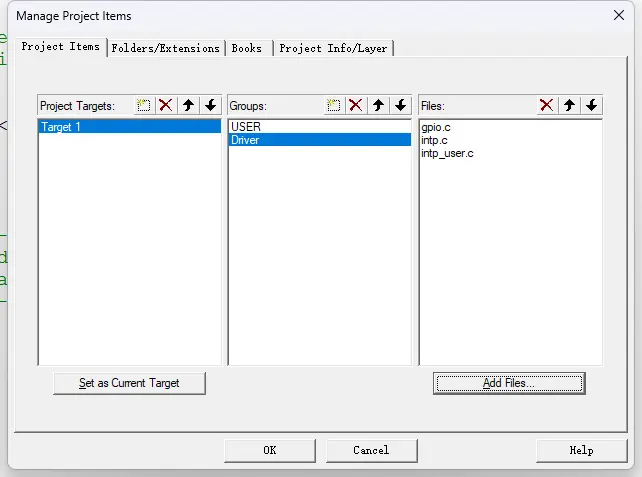 Manage Project Items
Project Items Folders/Extensions Books Project Info/Layer
Project Targets: Groups: Files:
Target 1
USER
Driver
gpio.c
intp.c
intp_user.c
Set as Current Target Add Files...
OK Cancel Help